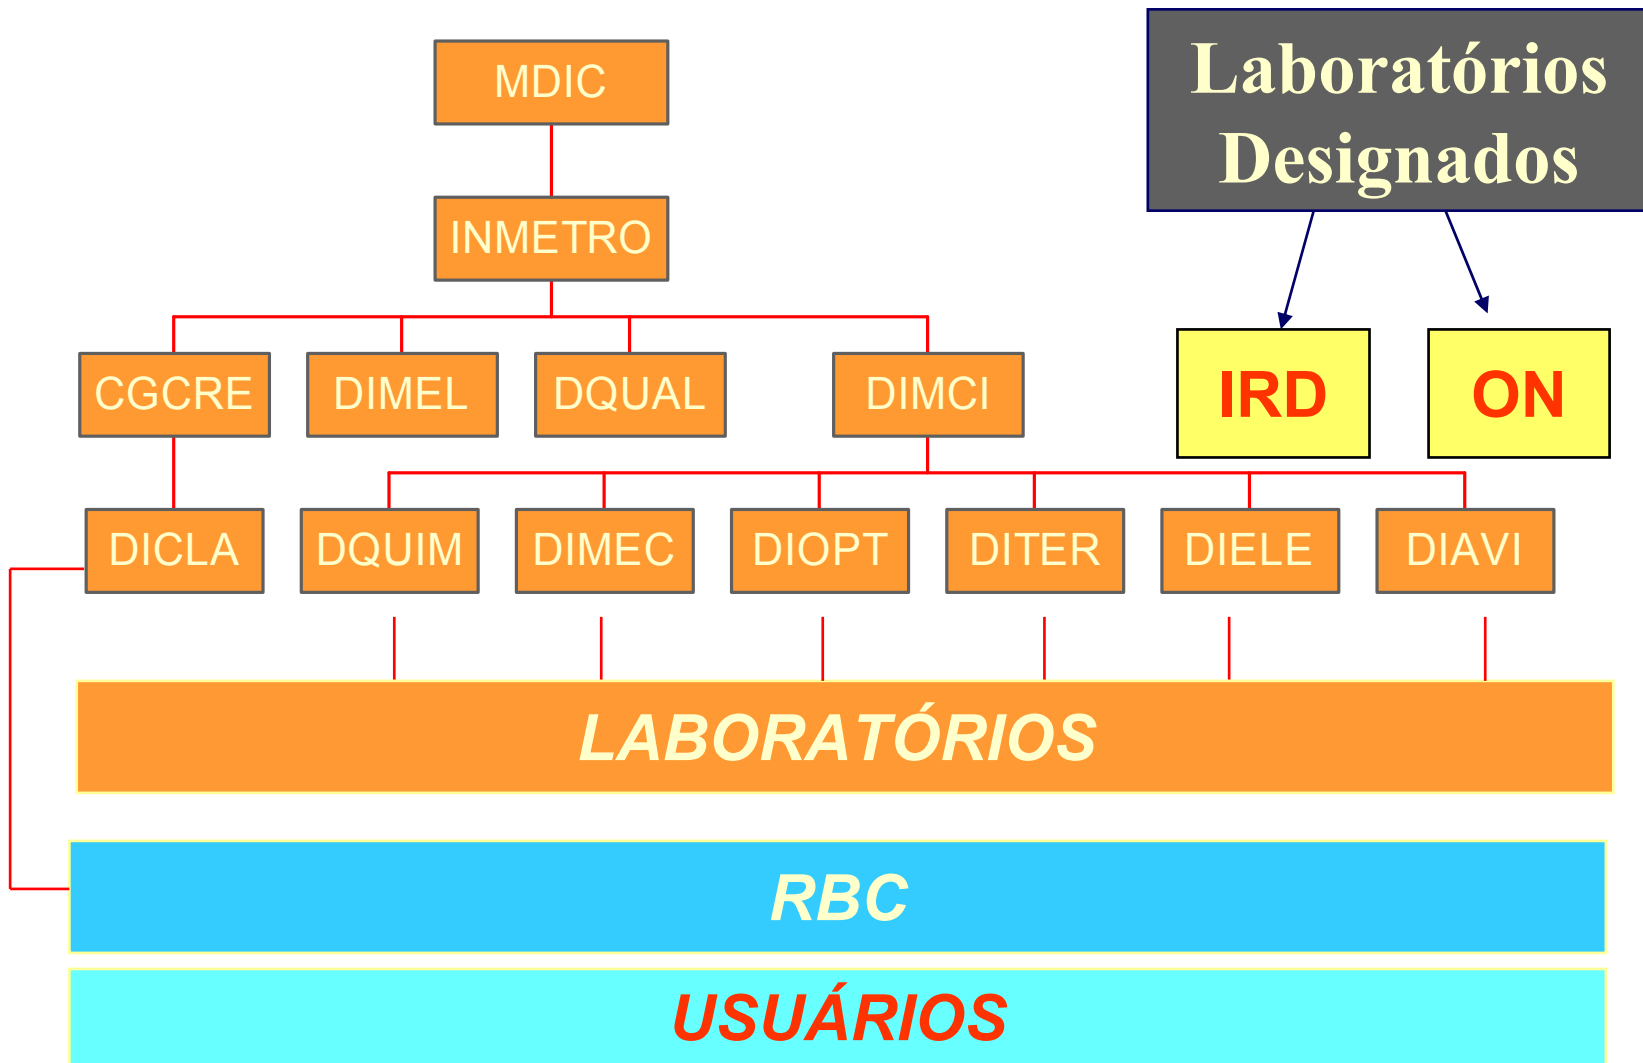 MDIC
Laboratórios
Designados
INMETRO
CGCRE
DIMEL
DQUAL
DIMCI
IRD
ON
DICLA
DQUIM
DIMEC
DIOPT
DITER
DIELE
DIAVI
LABORATÓRIOS
RBC
USUÁRIOS